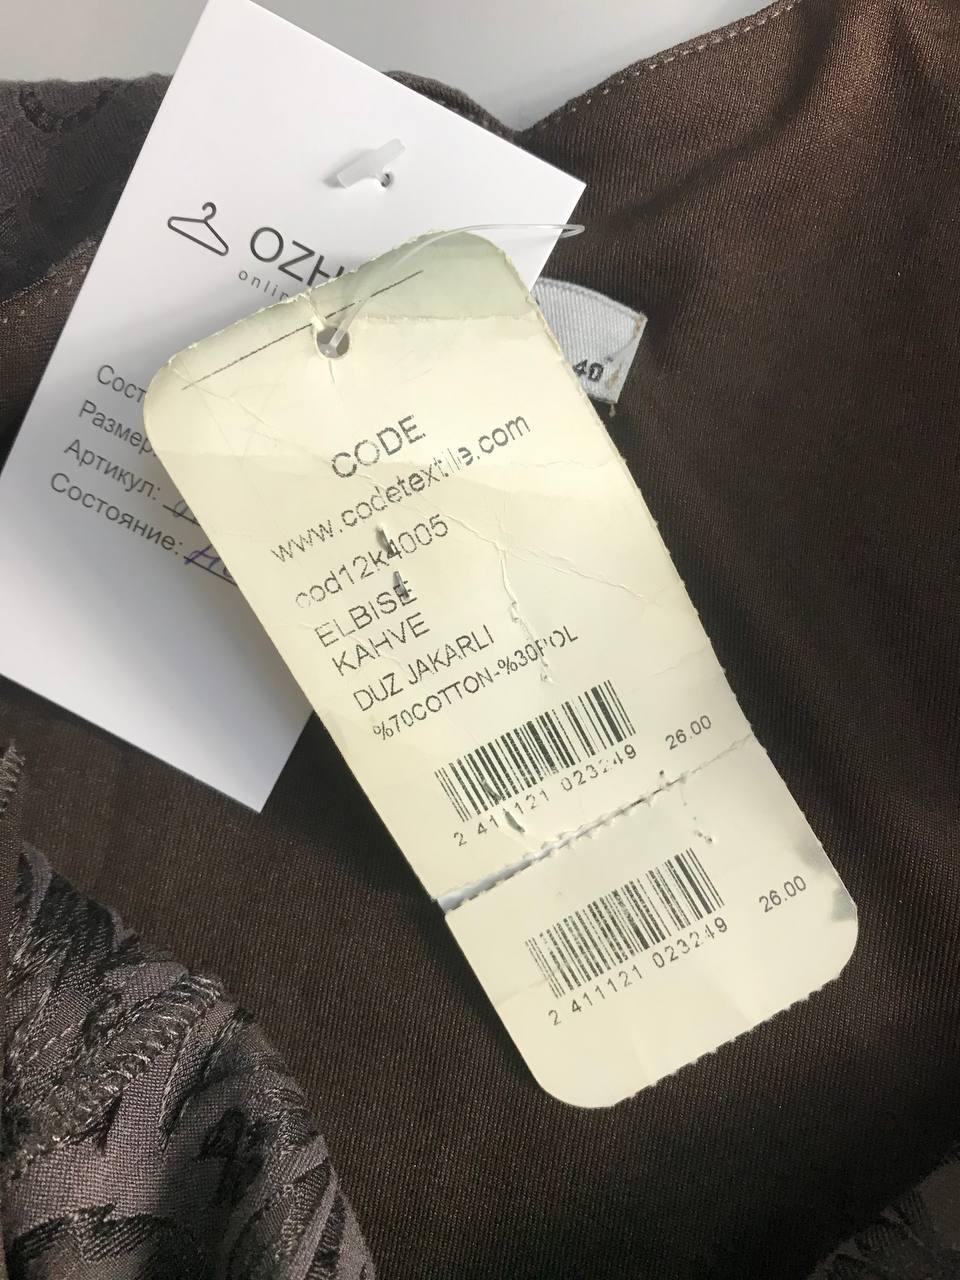 OZH
onlin
Сост
Размер
Артикул:
Состояние:
40
CODE
www.codetextile.com
cod12k4005
ELBISE
KAHVE
DUZ JAKARLI
%70COTTON-%30POL
2 411121 023249 26.00
2 411121 023249 26.00